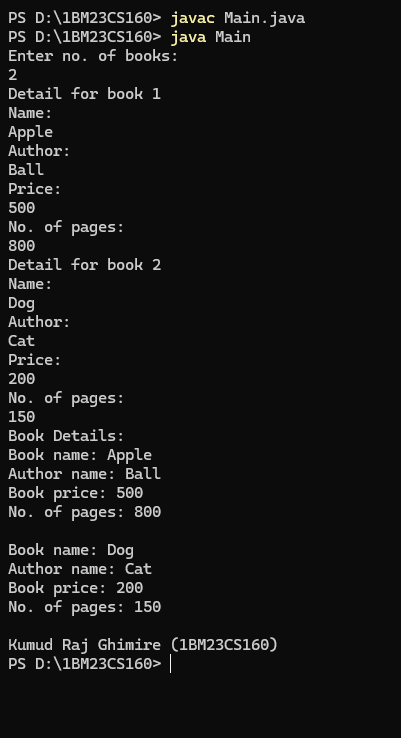 PS D:\1BM23CS160> javac Main.java
PS D:\1BM23CS160> java Main
Enter no. of books:
2
Detail for book 1
Name:
Apple
Author:
Ball
Price:
500
No. of pages:
800
Detail for book 2
Name:
Dog
Author:
Cat
Price:
200
No. of pages:
150
Book Details:
Book name: Apple
Author name: Ball
Book price: 500
No. of pages: 800

Book name: Dog
Author name: Cat
Book price: 200
No. of pages: 150

Kumud Raj Ghimire (1BM23CS160)
PS D:\1BM23CS160>